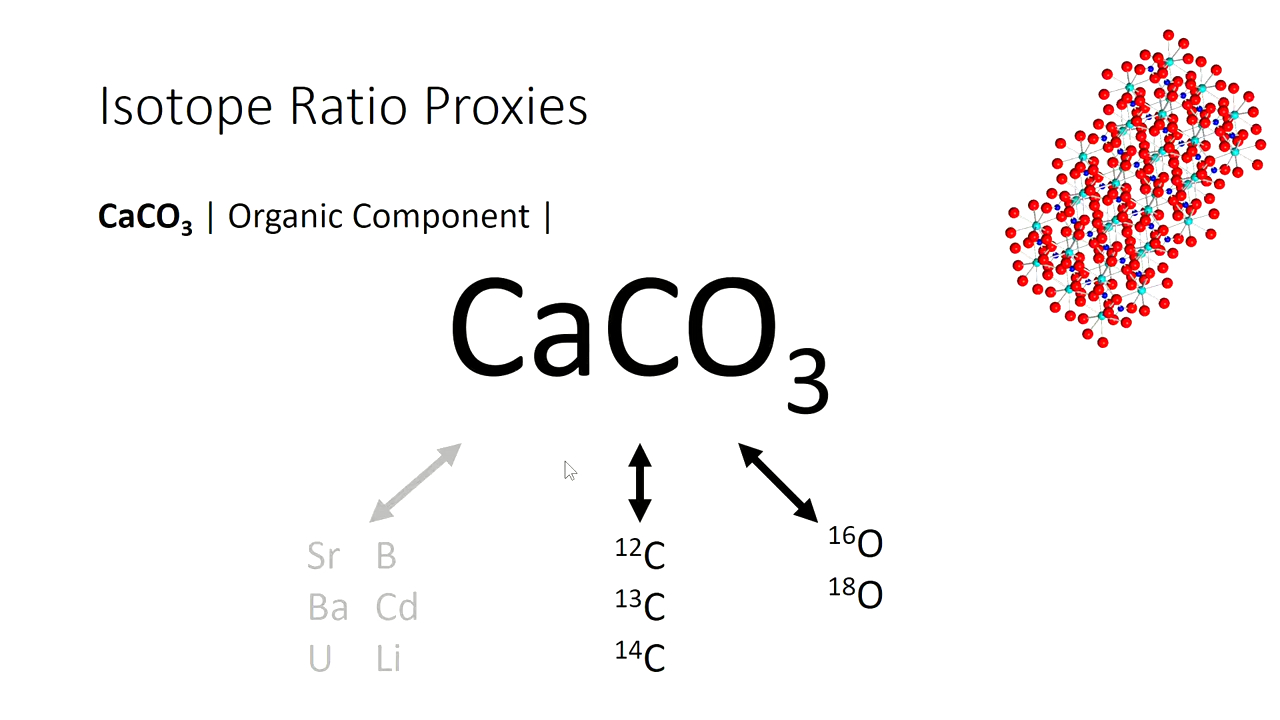 Isotope Ratio Proxies
CaCO₃ | Organic Component |
CaCO₃
Sr B
Ba Cd
U Li
¹²C
¹³C
¹⁴C
¹⁶O
¹⁸O